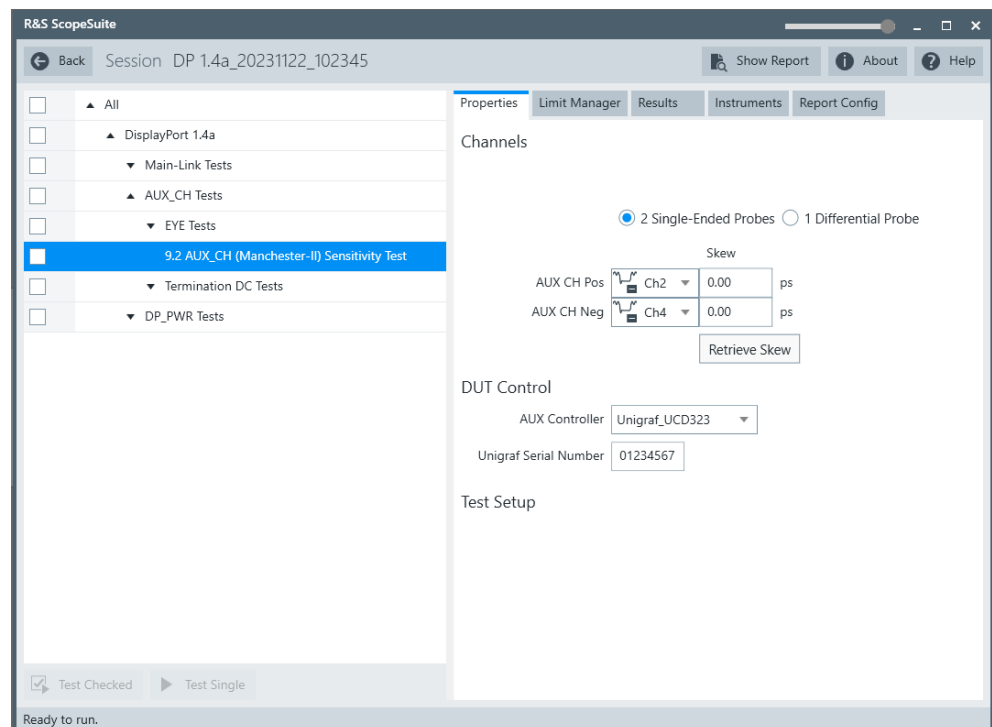 R&S ScopeSuite
Back Session DP 1.4a_20231122_102345 Show Report About Help
All
DisplayPort 1.4a
Main-Link Tests
AUX_CH Tests
EYE Tests
9.2 AUX_CH (Manchester-II) Sensitivity Test
Termination DC Tests
DP_PWR Tests
Test Checked Test Single
Properties Limit Manager Results Instruments Report Config
Channels
2 Single-Ended Probes 1 Differential Probe
Skew
AUX CH Pos Ch2 0.00 ps
AUX CH Neg Ch4 0.00 ps
Retrieve Skew
DUT Control
AUX Controller Unigraf_UCD323
Unigraf Serial Number 01234567
Test Setup
Ready to run.